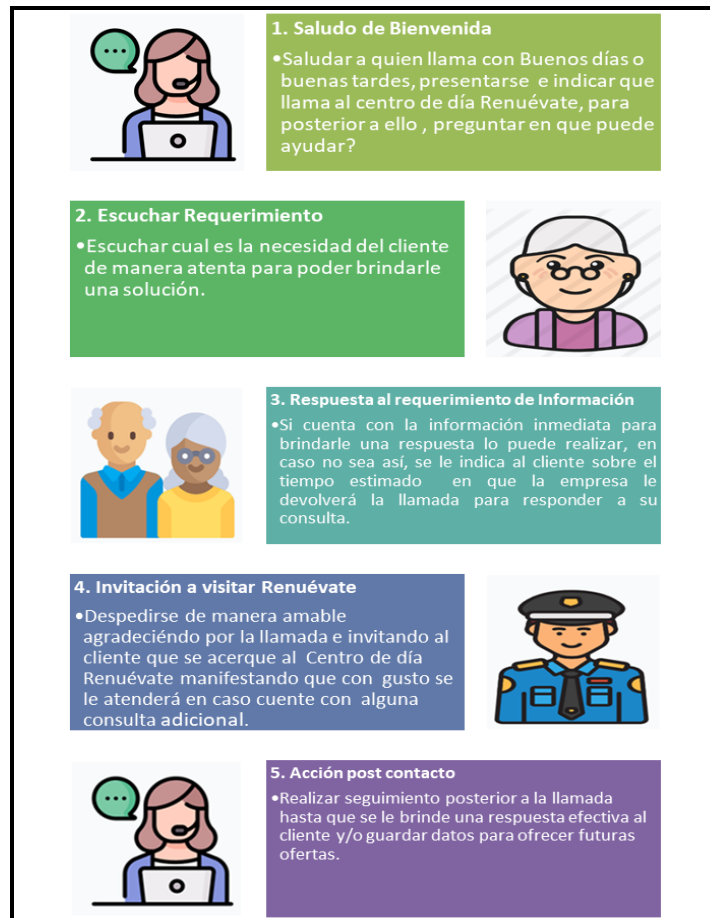 1. Saludo de Bienvenida
•Saludar a quien llama con Buenos días o
buenas tardes, presentarse e indicar que
llama al centro de día Renuévate, para
posterior a ello , preguntar en que puede
ayudar?
2. Escuchar Requerimiento
•Escuchar cual es la necesidad del cliente
de manera atenta para poder brindarle
una solución.
3. Respuesta al requerimiento de Información
•Si cuenta con la información inmediata para
brindarle una respuesta lo puede realizar, en
caso no sea así, se le indica al cliente sobre el
tiempo estimado en que la empresa le
devolverá la llamada para responder a su
consulta.
4. Invitación a visitar Renuévate
•Despedirse de manera amable
agradeciéndo por la llamada e invitando al
cliente que se acerque al Centro de día
Renuévate manifestando que con gusto se
le atenderá en caso cuente con alguna
consulta adicional.
5. Acción post contacto
•Realizar seguimiento posterior a la llamada
hasta que se le brinde una respuesta efectiva al
cliente y/o guardar datos para ofrecer futuras
ofertas.